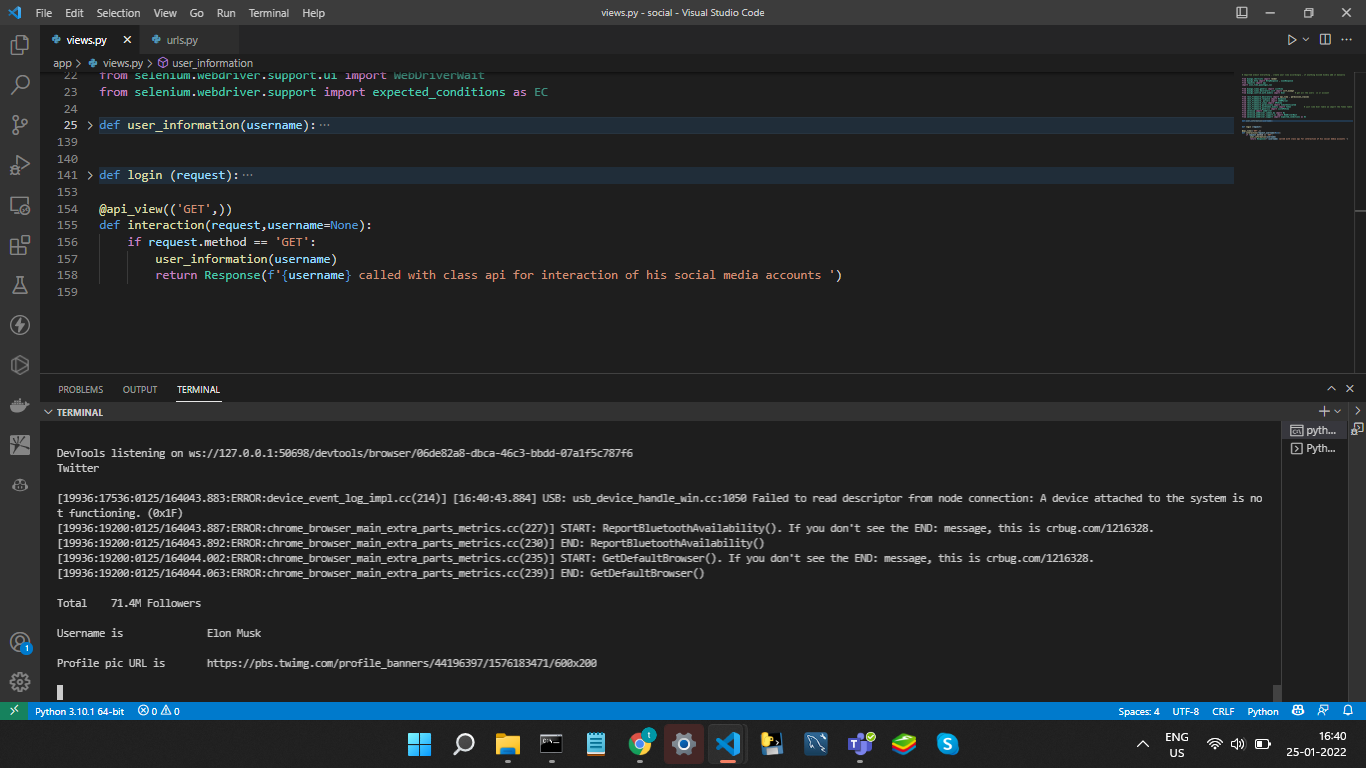 File Edit Selection View Go Run Terminal Help
views.py - social - Visual Studio Code
views.py
urls.py
app > views.py > user_information
22 from selenium.webdriver.support.ui import WebDriverWait
23 from selenium.webdriver.support import expected_conditions as EC
24
25 def user_information(username):···
139
140
141 def login (request):···
153
154 @api_view(('GET',))
155 def interaction(request,username=None):
156 if request.method == 'GET':
157 user_information(username)
158 return Response(f'{username} called with class api for interaction of his social media accounts ')
159
PROBLEMS OUTPUT TERMINAL
TERMINAL
pyth...
Pyth...
DevTools listening on ws://127.0.0.1:50698/devtools/browser/06de82a8-dbca-46c3-bbdd-07a1f5c787f6
Twitter
[19936:17536:0125/164043.883:ERROR:device_event_log_impl.cc(214)] [16:40:43.884] USB: usb_device_handle_win.cc:1050 Failed to read descriptor from node connection: A device attached to the system is no
t functioning. (0x1F)
[19936:19200:0125/164043.887:ERROR:chrome_browser_main_extra_parts_metrics.cc(227)] START: ReportBluetoothAvailability(). If you don't see the END: message, this is crbug.com/1216328.
[19936:19200:0125/164043.892:ERROR:chrome_browser_main_extra_parts_metrics.cc(230)] END: ReportBluetoothAvailability()
[19936:19200:0125/164044.002:ERROR:chrome_browser_main_extra_parts_metrics.cc(235)] START: GetDefaultBrowser(). If you don't see the END: message, this is crbug.com/1216328.
[19936:19200:0125/164044.063:ERROR:chrome_browser_main_extra_parts_metrics.cc(239)] END: GetDefaultBrowser()
Total 71.4M Followers
Username is Elon Musk
Profile pic URL is https://pbs.twimg.com/profile_banners/44196397/1576183471/600x200
1
Python 3.10.1 64-bit 0 0
Spaces: 4 UTF-8 CRLF Python
t
ENG
US
16:40
25-01-2022